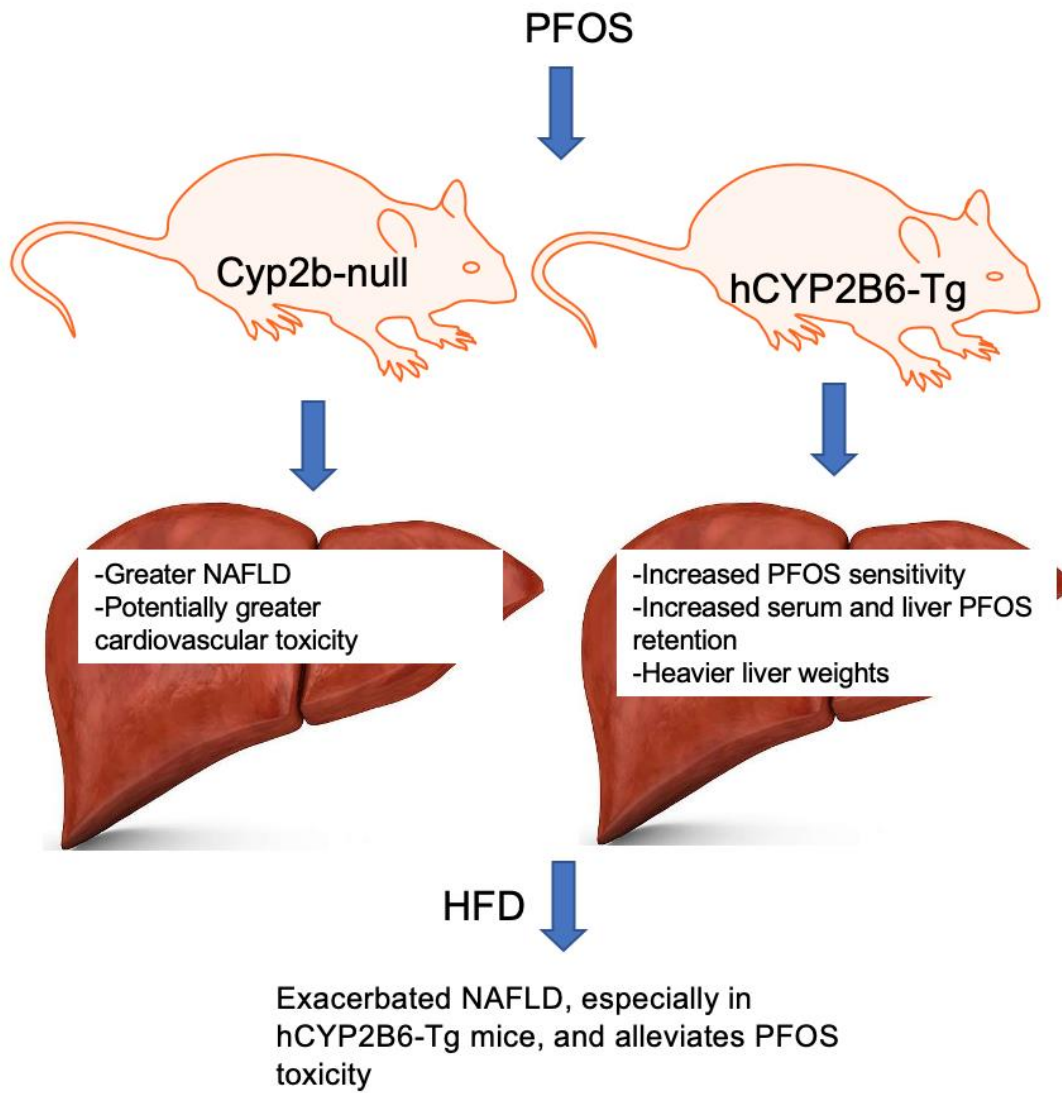 PFOS
Cyp2b-null
hCYP2B6-Tg
-Greater NAFLD
-Potentially greater
cardiovascular toxicity
-Increased PFOS sensitivity
-Increased serum and liver PFOS
retention
-Heavier liver weights
HFD
Exacerbated NAFLD, especially in
hCYP2B6-Tg mice, and alleviates PFOS
toxicity